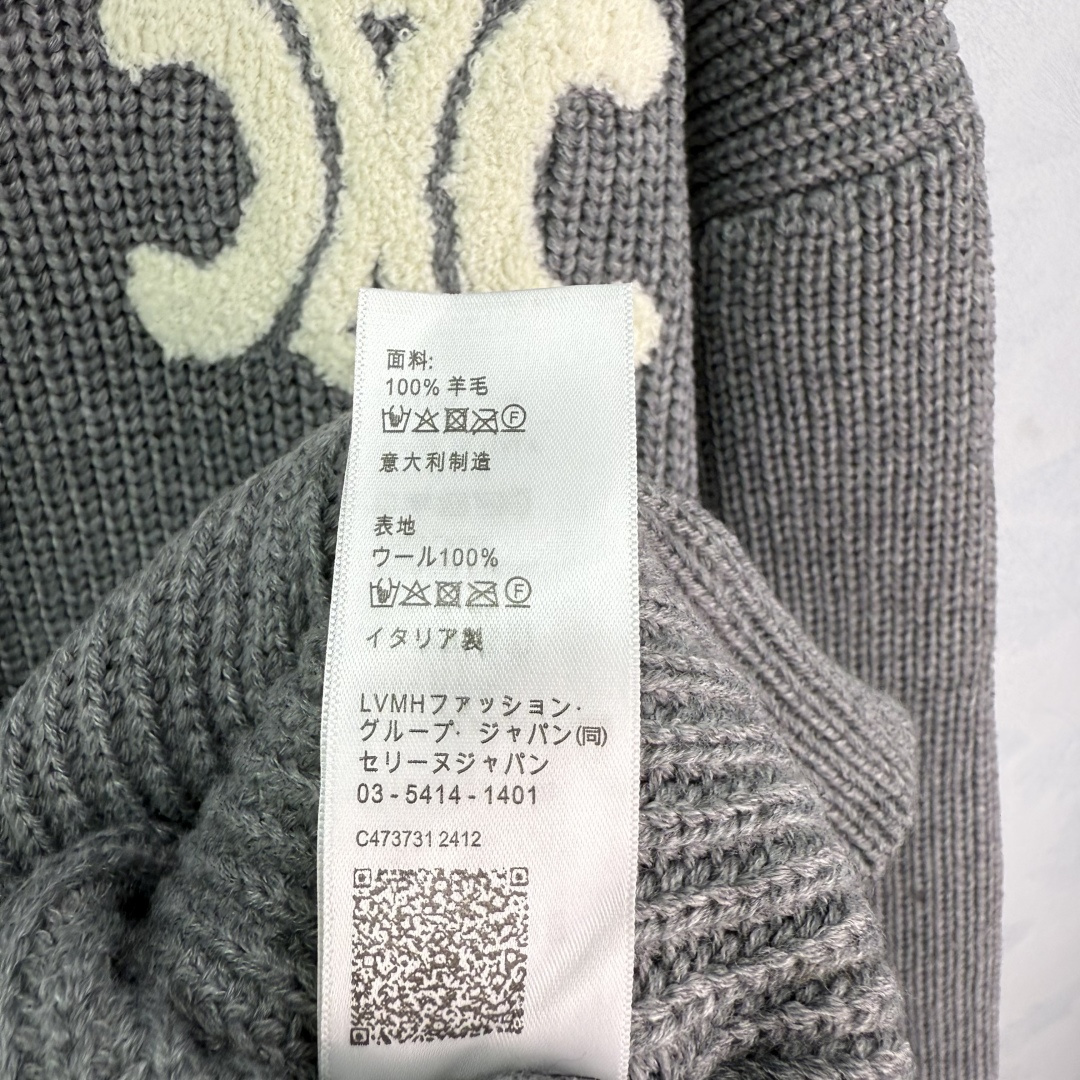 面料:
100% 羊毛
F
意大利制造
表地
ウール100%
F
イタリア製
LVMHファッション·
グループ· ジャパン(同)
セリーヌジャパン
03 - 5414 - 1401
C473731 2412